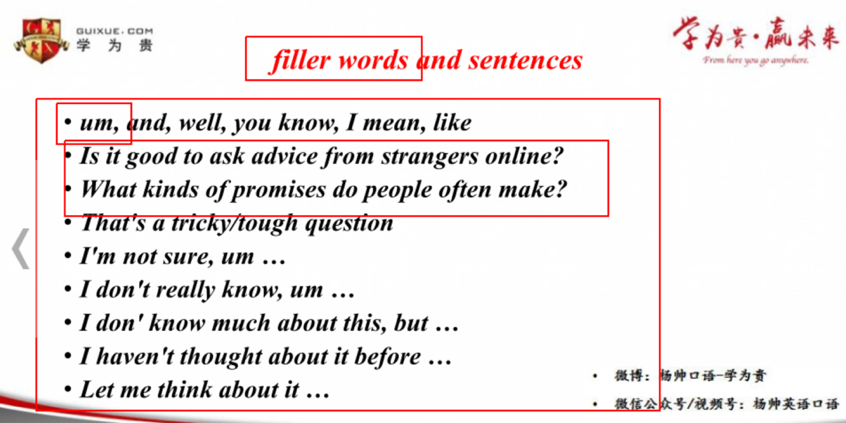 GUIXUE.COM
学为贵
学为贵·赢未来
From here you go anywhere.
filler words and sentences
• um, and, well, you know, I mean, like
• Is it good to ask advice from strangers online?
• What kinds of promises do people often make?
• That's a tricky/tough question
• I'm not sure, um …
• I don't really know, um …
• I don' know much about this, but …
• I haven't thought about it before …
• Let me think about it …
• 微博：杨帅口语-学为贵
• 微信公众号/视频号：杨帅英语口语